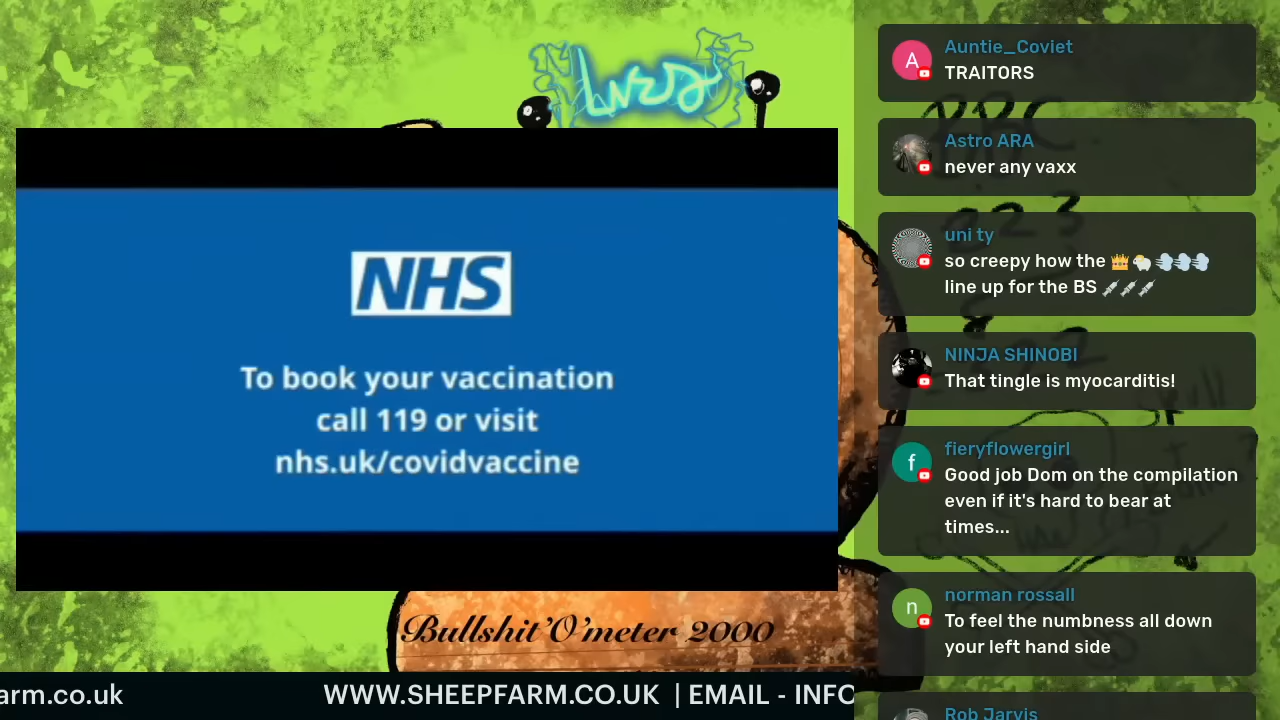 NHS
To book your vaccination
call 119 or visit
nhs.uk/covidvaccine
Bullshit'O'meter 2000
arm.co.uk
WWW.SHEEPFARM.CO.UK | EMAIL - INFO
A
Auntie_Coviet
TRAITORS
Astro ARA
never any vaxx
uni ty
so creepy how the 👑🐑💨💨💨
line up for the BS 💉💉💉
NINJA SHINOBI
That tingle is myocarditis!
f
fieryflowergirl
Good job Dom on the compilation
even if it's hard to bear at
times...
n
norman rossall
To feel the numbness all down
your left hand side
Rob Jarvis